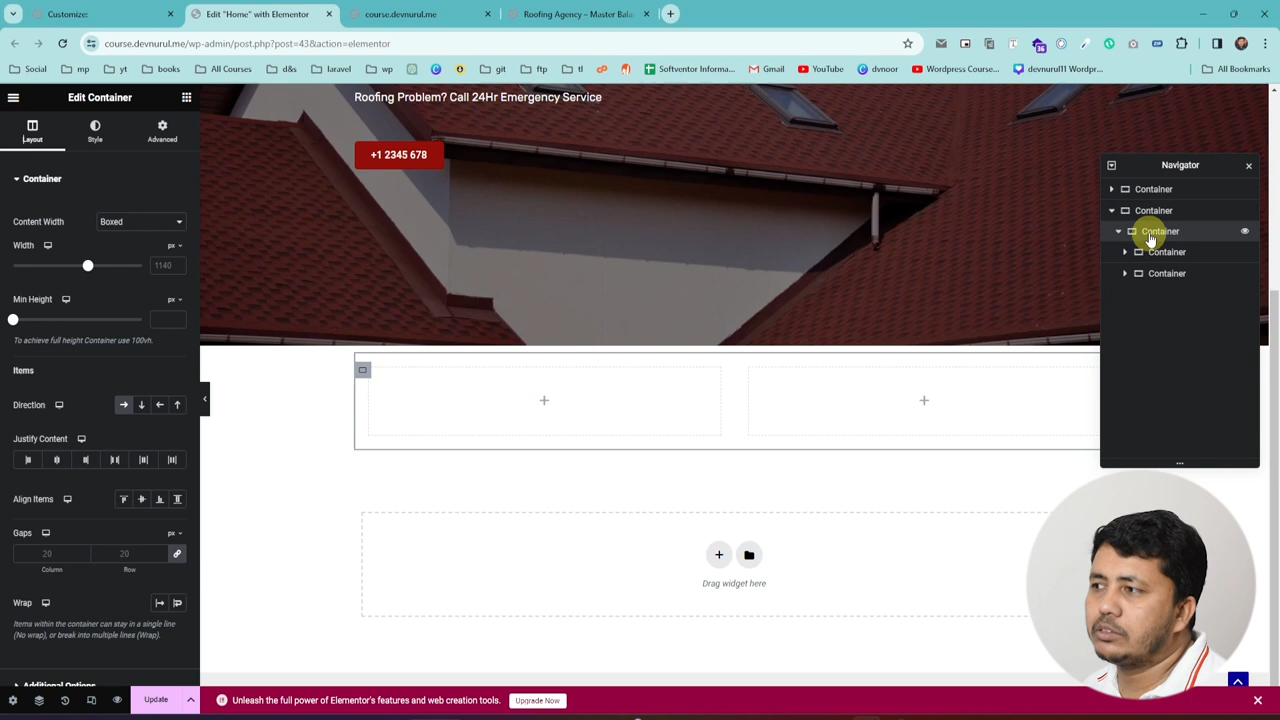 Customize:
Edit "Home" with Elementor
course.devnurul.me
Roofing Agency – Master Bala
course.devnurul.me/wp-admin/post.php?post=43&action=elementor
36
Social
mp
yt
books
All Courses
d&s
laravel
wp
git
ftp
tl
Softventor Informa...
Gmail
YouTube
dvnoor
Wordpress Course...
devnurul11 Wordpr...
All Bookmarks
Edit Container
Layout
Style
Advanced
Container
Content Width
Boxed
Width
px
1140
Min Height
px
To achieve full height Container use 100vh.
Items
Direction
Justify Content
Align Items
Gaps
px
20
20
Column
Row
Wrap
Items within the container can stay in a single line
(No wrap), or break into multiple lines (Wrap).
Additional Options
Update
Roofing Problem? Call 24Hr Emergency Service
+1 2345 678
Navigator
Container
Container
Container
Container
Container
Drag widget here
Unleash the full power of Elementor's features and web creation tools.
Upgrade Now